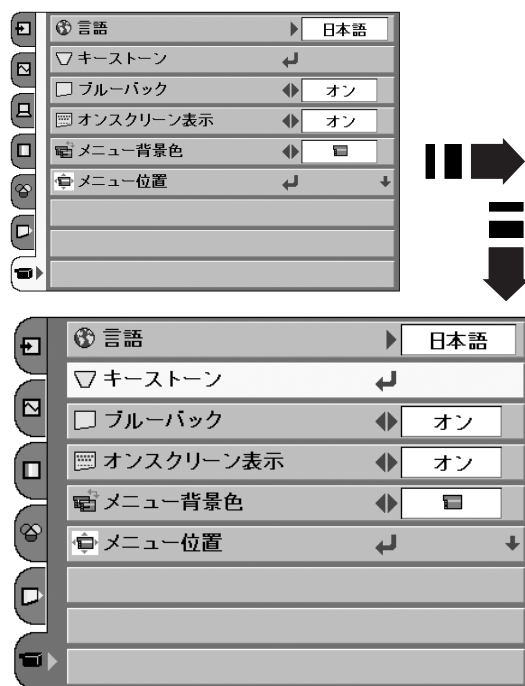 言語 日本語
キーストーン
ブルーバック オン
オンスクリーン表示 オン
メニュー背景色
メニュー位置
言語 日本語
キーストーン
ブルーバック オン
オンスクリーン表示 オン
メニュー背景色
メニュー位置